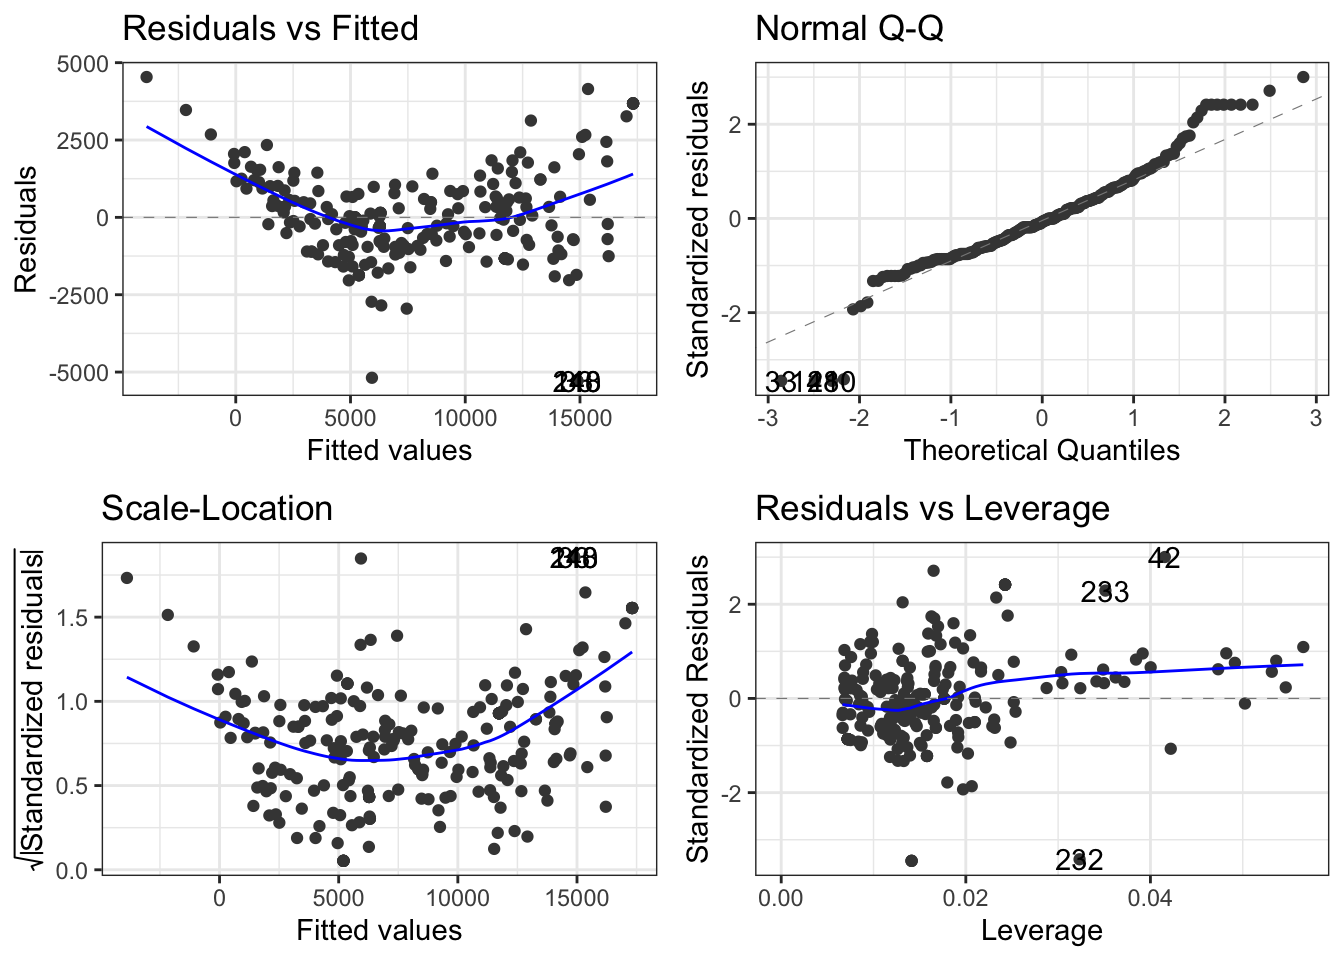 Residuals vs Fitted
Residuals
5000
2500
0
-2500
-5000
0 5000 10000 15000
Fitted values
Normal Q-Q
Standardized residuals
2
0
-2
33
-3 -2 -1 0 1 2 3
Theoretical Quantiles
Scale-Location
√|Standardized residuals|
1.5
1.0
0.5
0.0
0 5000 10000 15000
Fitted values
Residuals vs Leverage
Standardized Residuals
2
0
-2
42
233
232
0.00 0.02 0.04
Leverage